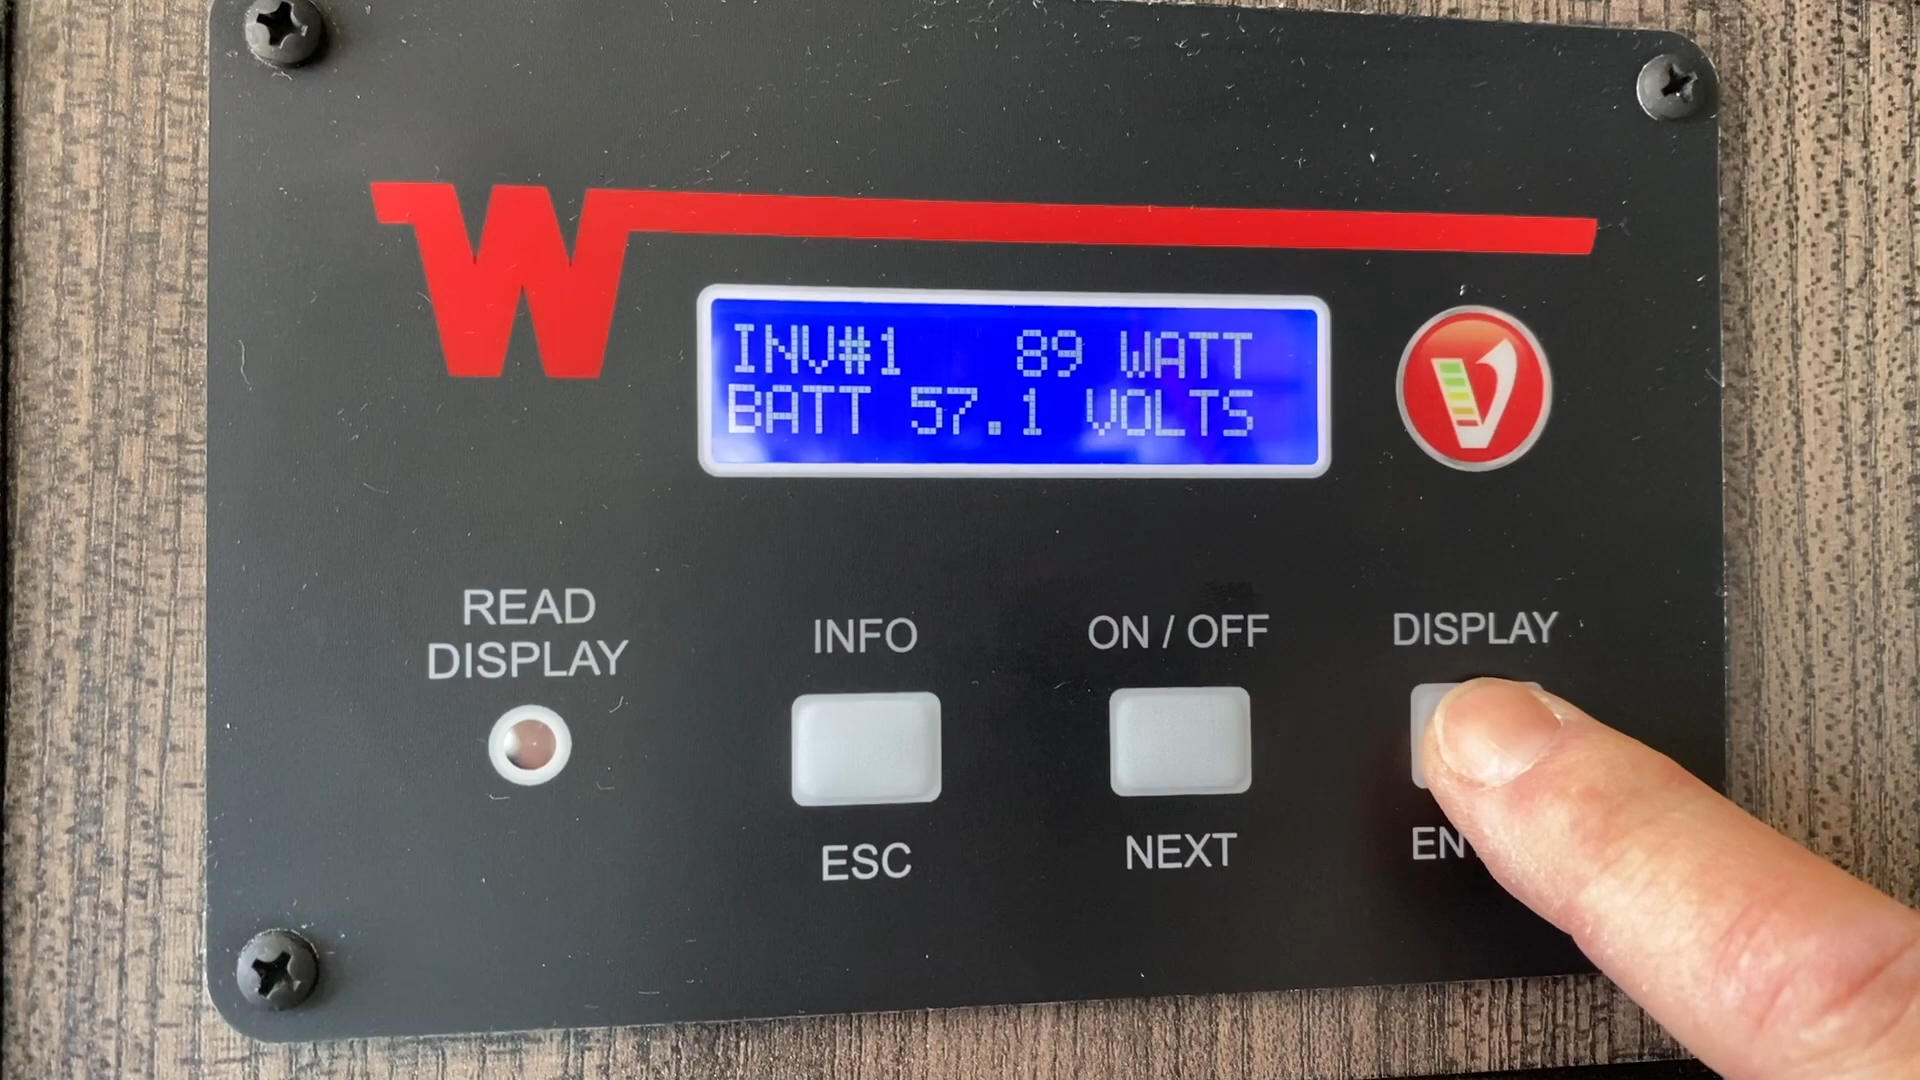 W
INV#1 89 WATT
BATT 57.1 VOLTS
V
READ
DISPLAY
INFO
ON / OFF
DISPLAY
ESC
NEXT